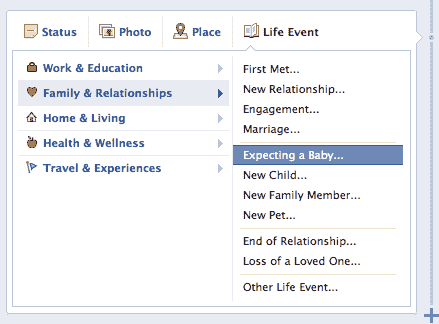 Status Photo Place Life Event
Work & Education
Family & Relationships
Home & Living
Health & Wellness
Travel & Experiences
First Met...
New Relationship...
Engagement...
Marriage...
Expecting a Baby...
New Child...
New Family Member...
New Pet...
End of Relationship...
Loss of a Loved One...
Other Life Event...